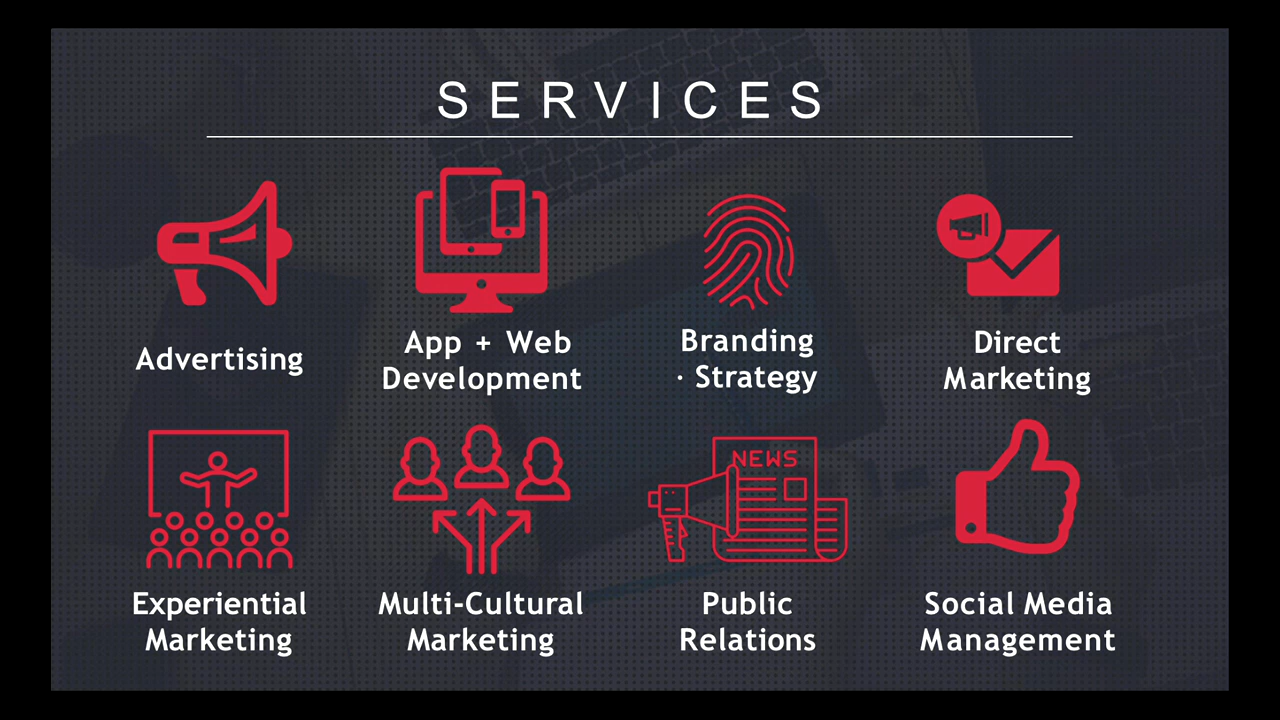 SERVICES
Advertising
App + Web
Development
Branding
· Strategy
Direct
Marketing
NEWS
Experiential
Marketing
Multi-Cultural
Marketing
Public
Relations
Social Media
Management